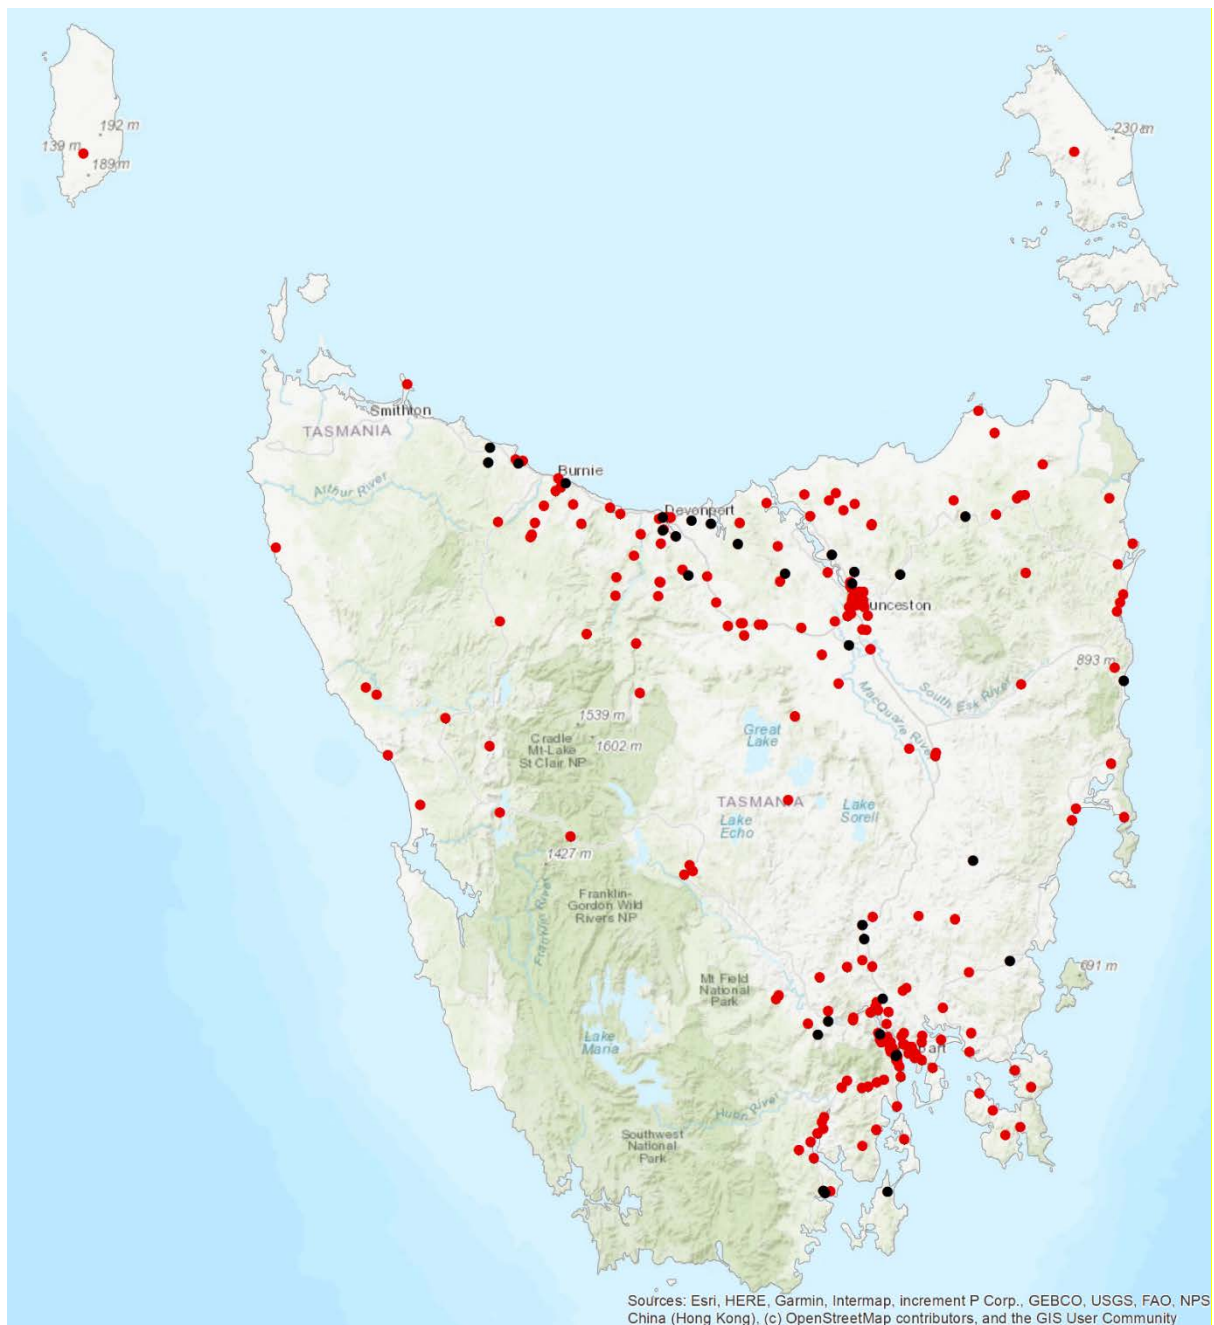 192 m
139 m
189 m
230 m
Smithton
TASMANIA
Burnie
Arthur River
Devonport
893 m
South Esk River
MacQuarie River
1539 m
Great
Lake
Cradle
Mt-Lake
St Clair NP
1602 m
TASMANIA
Lake
Echo
Lake
Sorell
1427 m
Franklin-
Gordon Wild
Rivers NP
Franklin River
Mt Field
National
Park
691 m
Lake
Maria
Huon River
Southwest
National
Park
Sources: Esri, HERE, Garmin, Intermap, increment P Corp., GEBCO, USGS, FAO, NPS
China (Hong Kong), (c) OpenStreetMap contributors, and the GIS User Community